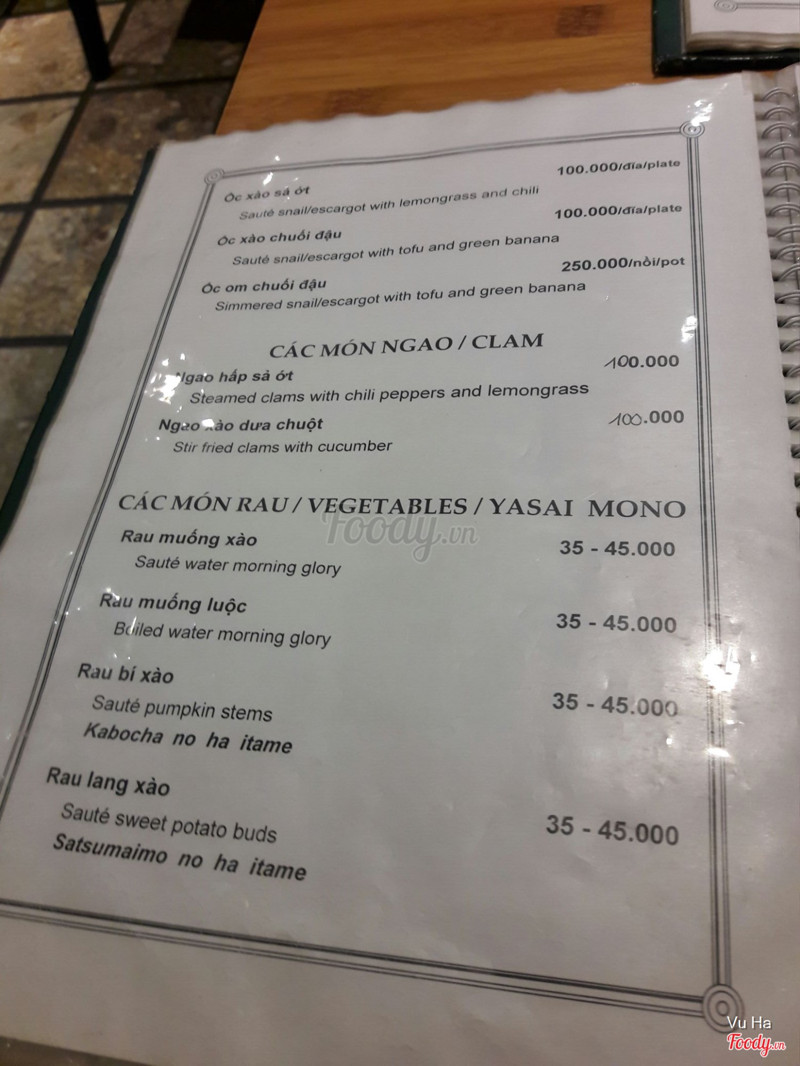 Ốc xào sả ớt 100.000/đĩa/plate
Sauté snail/escargot with lemongrass and chili
Ốc xào chuối đậu 100.000/đĩa/plate
Sauté snail/escargot with tofu and green banana
Ốc om chuối đậu 250.000/nồi/pot
Simmered snail/escargot with tofu and green banana
CÁC MÓN NGAO / CLAM
Ngao hấp sả ớt 100.000
Steamed clams with chili peppers and lemongrass
Ngao xào dưa chuột 100.000
Stir fried clams with cucumber
CÁC MÓN RAU / VEGETABLES / YASAI MONO
Rau muống xào 35 - 45.000
Sauté water morning glory
Rau muống luộc 35 - 45.000
Boiled water morning glory
Rau bí xào 35 - 45.000
Sauté pumpkin stems
Kabocha no ha itame
Rau lang xào 35 - 45.000
Sauté sweet potato buds
Satsumaimo no ha itame
Foody.vn
Vu Ha
Foody.vn